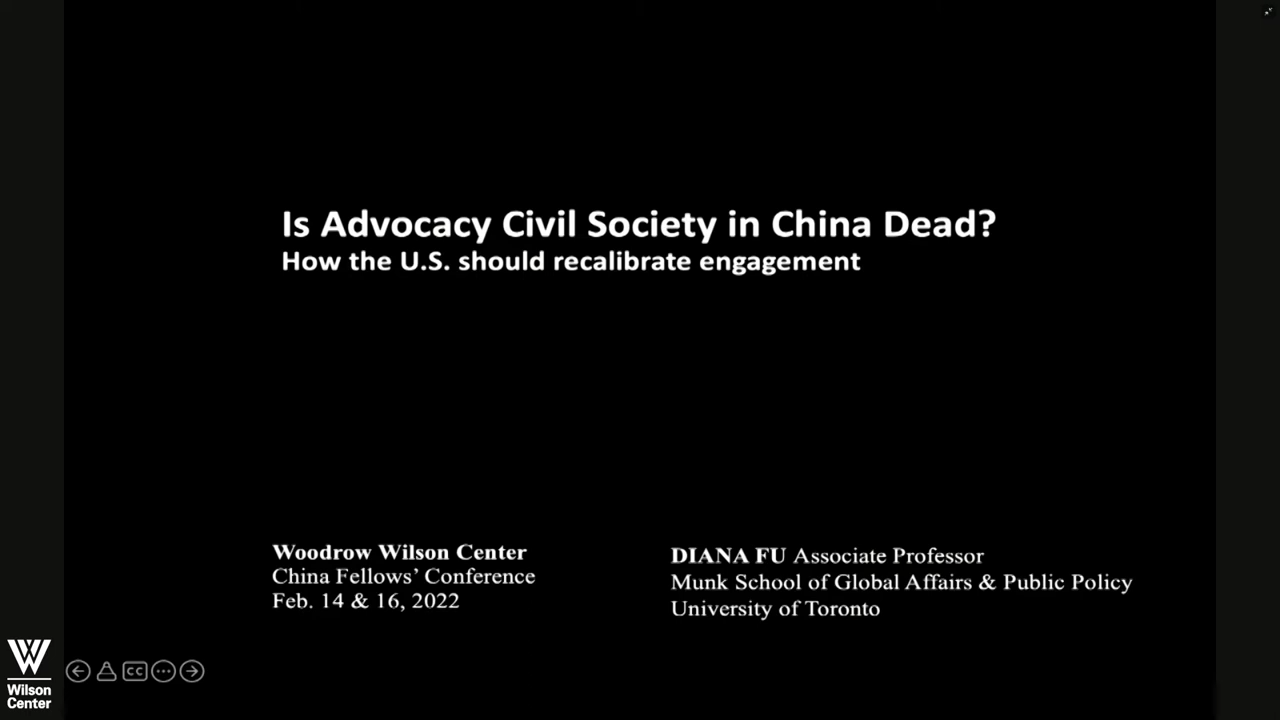 Is Advocacy Civil Society in China Dead?
How the U.S. should recalibrate engagement
Woodrow Wilson Center
China Fellows’ Conference
Feb. 14 & 16, 2022
DIANA FU Associate Professor
Munk School of Global Affairs & Public Policy
University of Toronto
CC
Wilson
Center